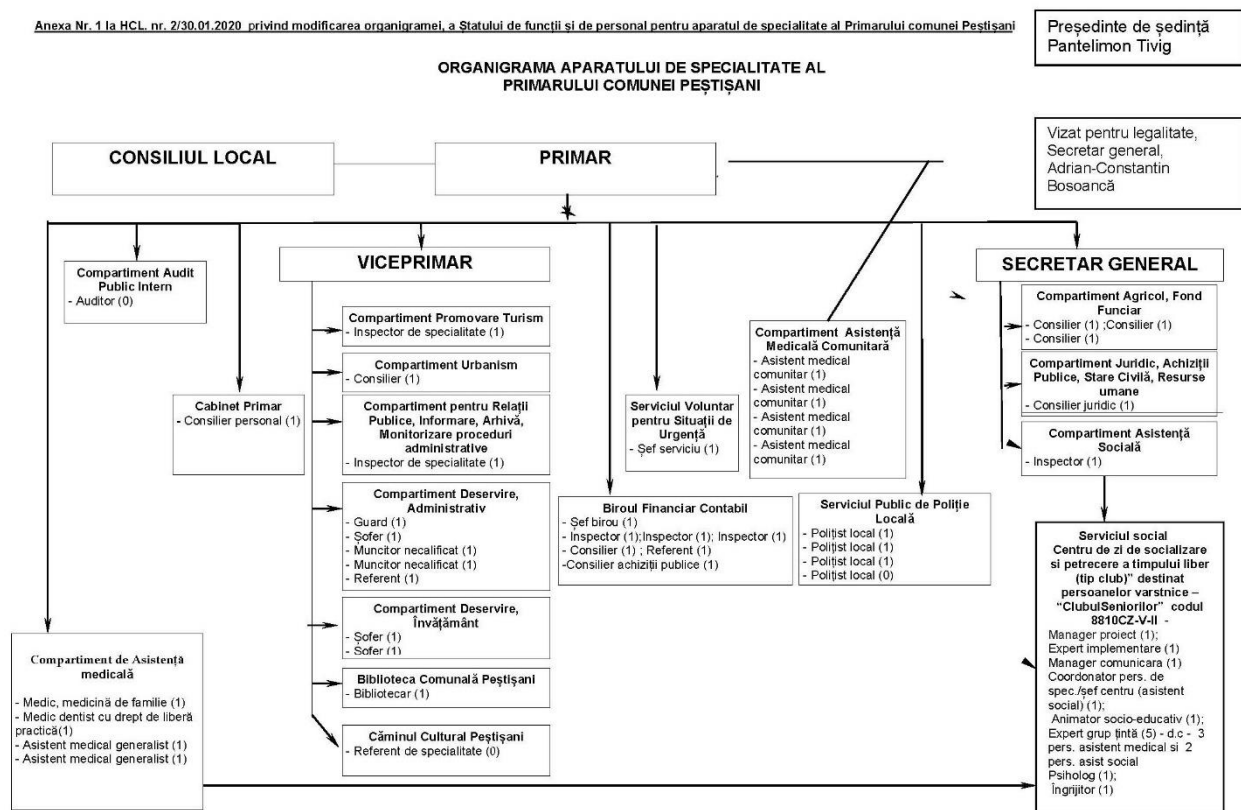 Anexa Nr. 1 la HCL. nr. 2/30.01.2020 privind modificarea organigramei, a Statului de funcții și de personal pentru aparatul de specialitate al Primarului comunei Peștișani
Președinte de ședință
Pantelimon Tivig
ORGANIGRAMA APARATULUI DE SPECIALITATE AL
PRIMARULUI COMUNEI PEȘTIȘANI
Vizat pentru legalitate,
Secretar general,
Adrian-Constantin
Bosoancă
CONSILIUL LOCAL
PRIMAR
Compartiment Audit
Public Intern
- Auditor (0)
VICEPRIMAR
SECRETAR GENERAL
Cabinet Primar
- Consilier personal (1)
Compartiment Promovare Turism
- Inspector de specialitate (1)
Compartiment Urbanism
- Consilier (1)
Compartiment pentru Relații
Publice, Informare, Arhivă,
Monitorizare proceduri
administrative
- Inspector de specialitate (1)
Compartiment Deservire,
Administrativ
- Guard (1)
- Șofer (1)
- Muncitor necalificat (1)
- Muncitor necalificat (1)
- Referent (1)
Compartiment Deservire,
Învățământ
- Șofer (1)
- Șofer (1)
Biblioteca Comunală Peștișani
- Bibliotecar (1)
Căminul Cultural Peștișani
- Referent de specialitate (0)
Serviciul Voluntar
pentru Situații de
Urgență
- Șef serviciu (1)
Compartiment Asistență
Medicală Comunitară
- Asistent medical
comunitar (1)
- Asistent medical
comunitar (1)
- Asistent medical
comunitar (1)
- Asistent medical
comunitar (1)
Biroul Financiar Contabil
- Șef birou (1)
- Inspector (1);Inspector (1); Inspector (1)
- Consilier (1) ; Referent (1)
-Consilier achiziții publice (1)
Serviciul Public de Poliție
Locală
- Polițist local (1)
- Polițist local (1)
- Polițist local (1)
- Polițist local (0)
Compartiment Agricol, Fond
Funciar
- Consilier (1) ;Consilier (1)
- Consilier (1)
Compartiment Juridic, Achiziții
Publice, Stare Civilă, Resurse
umane
- Consilier juridic (1)
Compartiment Asistență
Socială
- Inspector (1)
Serviciul social
Centru de zi de socializare
si petrecere a timpului liber
(tip club)" destinat
persoanelor varstnice –
"ClubulSeniorilor" codul
8810CZ-V-II -
Manager proiect (1);
Expert implementare (1)
Manager comunicara (1)
Coordonator pers. de
spec./șef centru (asistent
social) (1);
Animator socio-educativ (1);
Expert grup țintă (5) - d.c - 3
pers. asistent medical si 2
pers. asist social
Psiholog (1);
Îngrijitor (1)
Compartiment de Asistență
medicală
- Medic, medicină de familie (1)
- Medic dentist cu drept de liberă
practică(1)
- Asistent medical generalist (1)
- Asistent medical generalist (1)